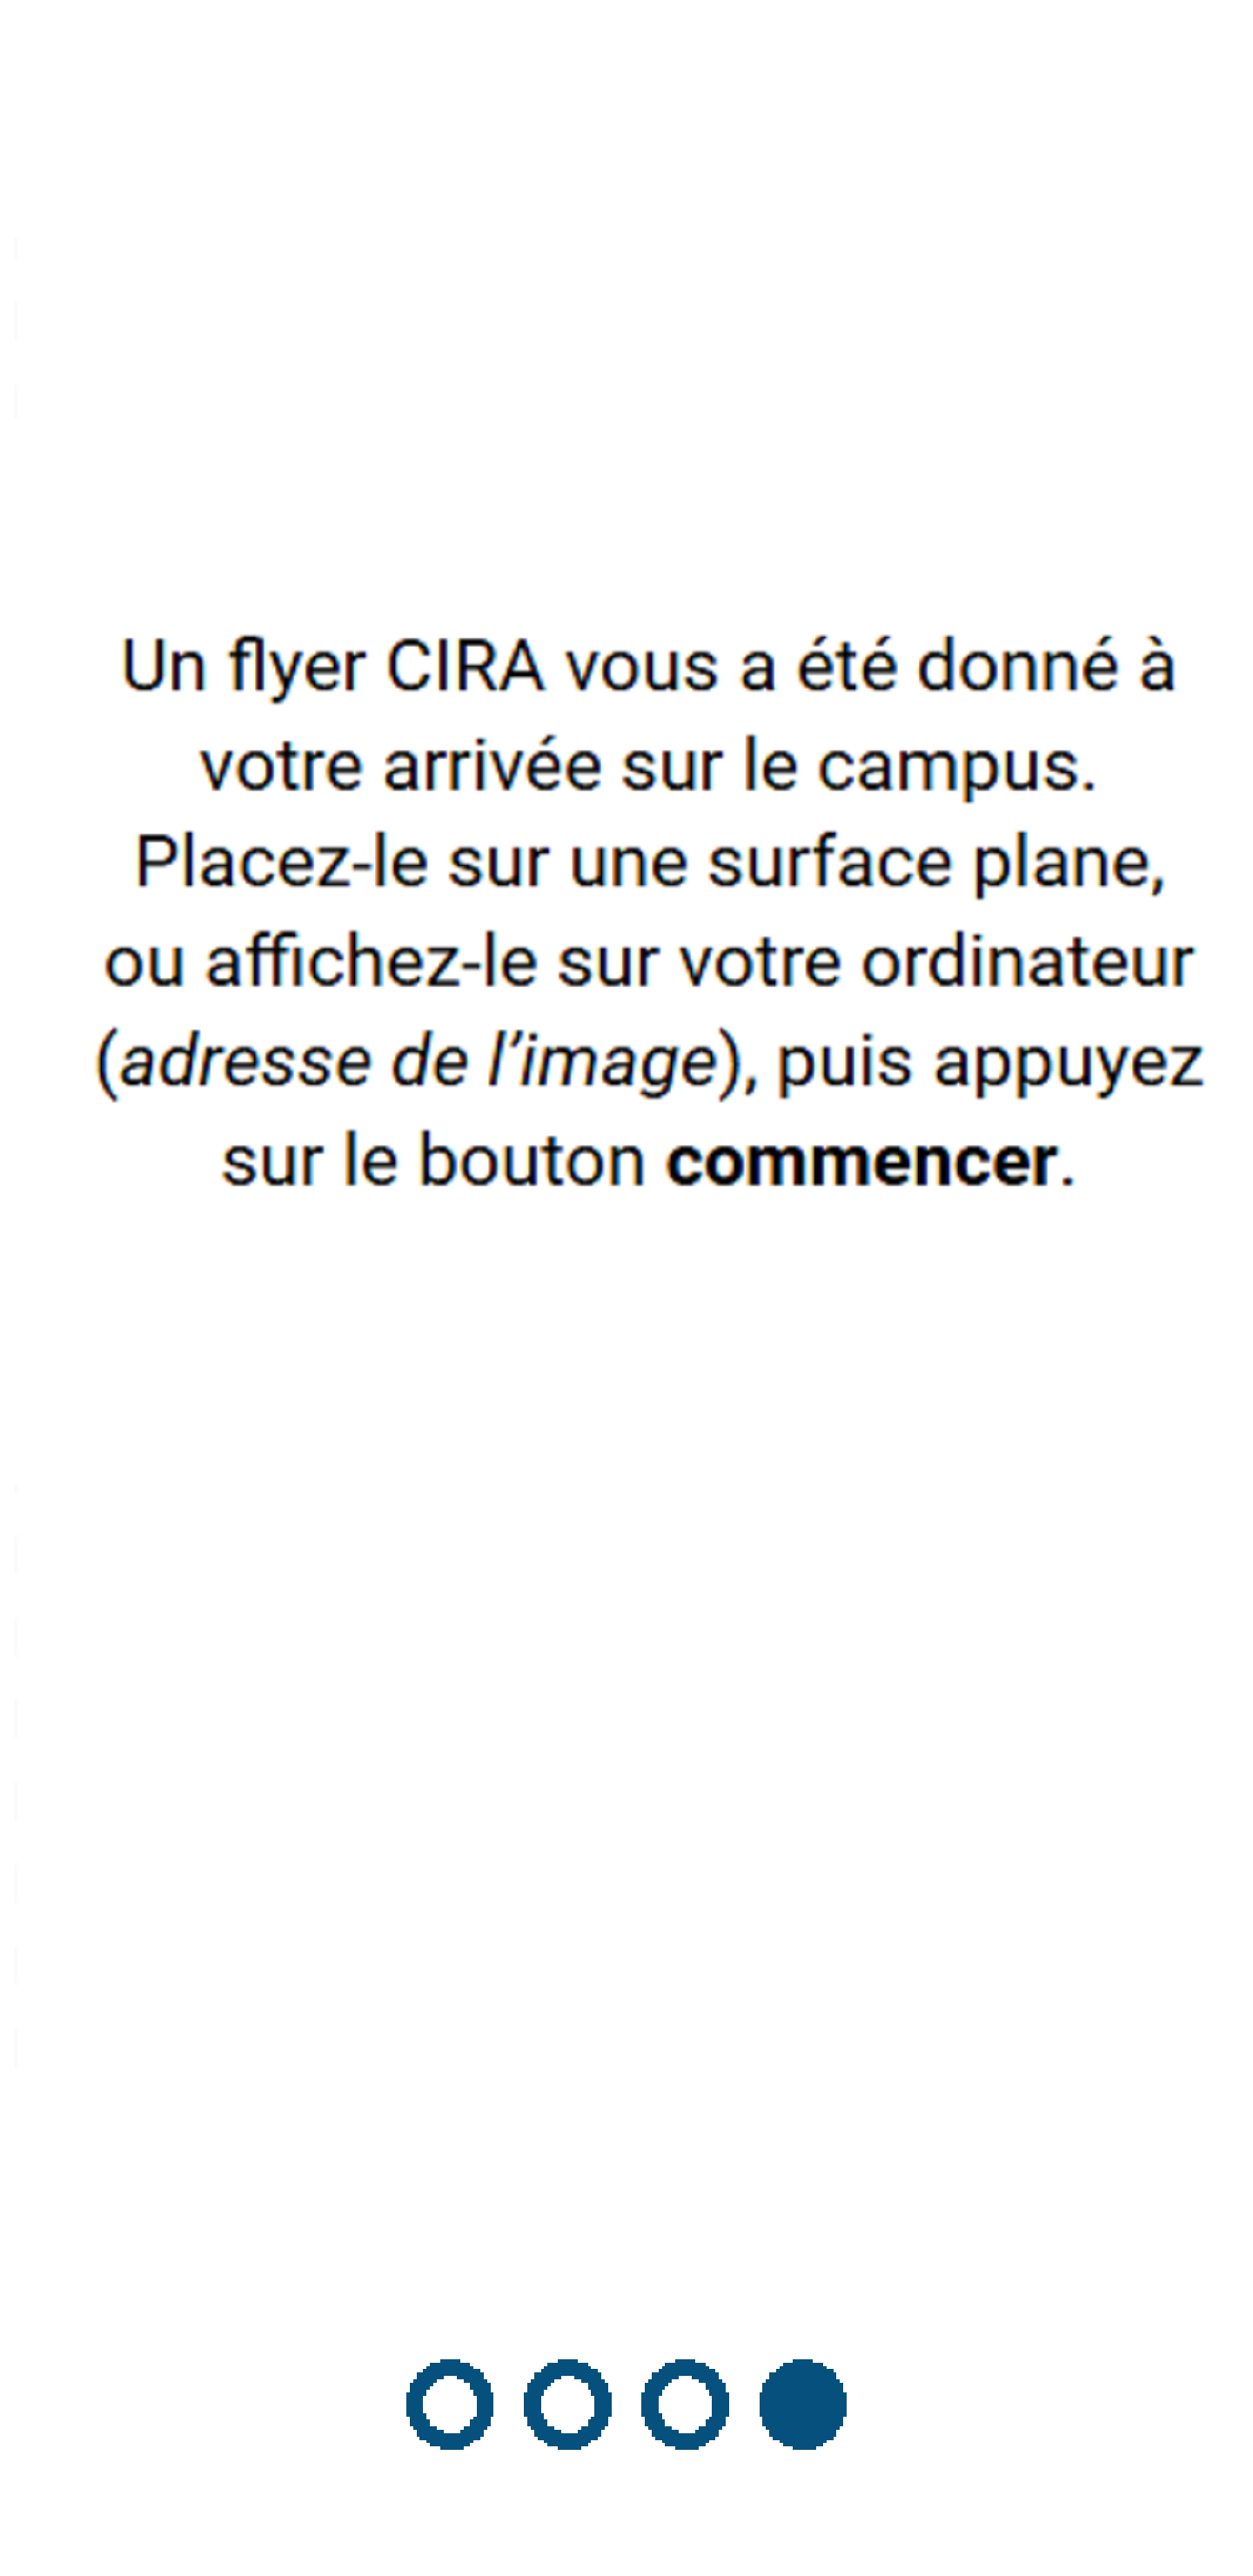 Un flyer CIRA vous a été donné à
votre arrivée sur le campus.
Placez-le sur une surface plane,
ou affichez-le sur votre ordinateur
(adresse de l’image), puis appuyez
sur le bouton commencer.